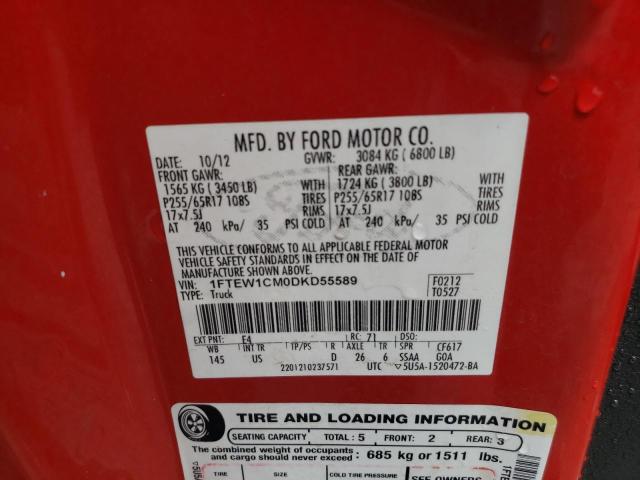 MFD. BY FORD MOTOR CO.
DATE: 10/12 GVWR: 3084 KG ( 6800 LB)
FRONT GAWR: REAR GAWR:
1565 KG ( 3450 LB) WITH 1724 KG ( 3800 LB) WITH
P255/65R17 108S TIRES P255/65R17 108S TIRES
17x7.5J RIMS 17x7.5J RIMS
AT 240 kPa/ 35 PSI COLD AT 240 kPa/ 35 PSI COLD
THIS VEHICLE CONFORMS TO ALL APPLICABLE FEDERAL MOTOR
VEHICLE SAFETY STANDARDS IN EFFECT ON THE DATE OF
MANUFACTURE SHOWN ABOVE.
VIN: 1FTEW1CM0DKD55589 F0212
TYPE: Truck T0527
EXT PNT: E4 RC: 71 DSO:
WB INT TR TP/PS R AXLE TR SPR CF617
145 US D 26 6 SSAA GOA
2201210237571 UTC ▽5U5A-1520472-BA
TIRE AND LOADING INFORMATION
SEATING CAPACITY TOTAL: 5 FRONT: 2 REAR: 3
The combined weight of occupants and cargo should never exceed: 685 kg or 1511 lbs.
TIRE SIZE COLD TIRE PRESSURE SEE OWNERS